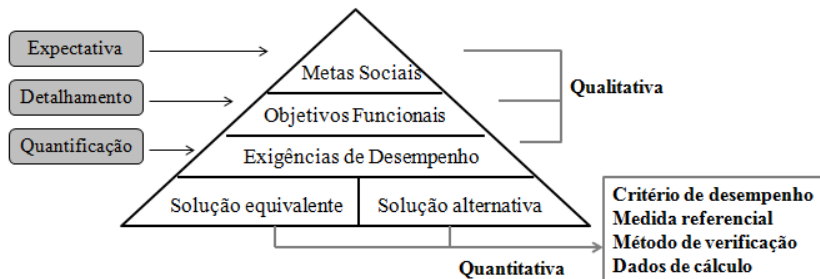 Expectativa
Metas Sociais
Qualitativa
Detalhamento
Objetivos Funcionais
Quantificação
Exigências de Desempenho
Solução equivalente
Solução alternativa
Quantitativa
Critério de desempenho
Medida referencial
Método de verificação
Dados de cálculo